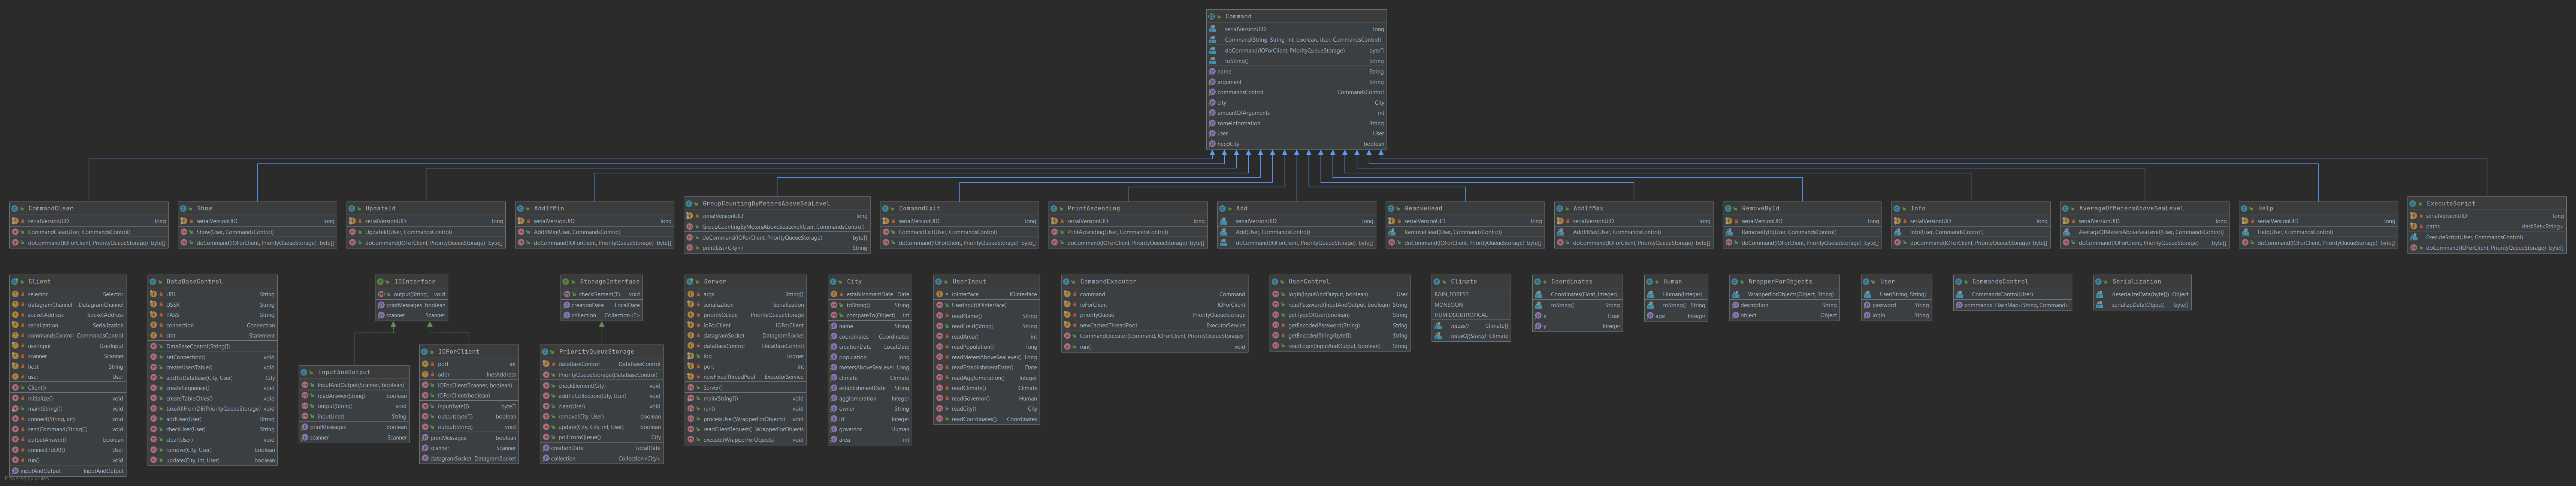 Command
serialVersionUID long
Command(String, String, int, boolean, User, CommandsControl)
doCommand(IOForClient, PriorityQueueStorage) byte[]
toString() String
name String
argument String
commandsControl CommandsControl
city City
amountOfArguments int
someInformation String
user User
needCity boolean
CommandClear
serialVersionUID long
CommandClear(User, CommandsControl)
doCommand(IOForClient, PriorityQueueStorage) byte[]
Show
serialVersionUID long
Show(User, CommandsControl)
doCommand(IOForClient, PriorityQueueStorage) byte[]
UpdateId
serialVersionUID long
UpdateId(User, CommandsControl)
doCommand(IOForClient, PriorityQueueStorage) byte[]
AddIfMin
serialVersionUID long
AddIfMin(User, CommandsControl)
doCommand(IOForClient, PriorityQueueStorage) byte[]
GroupCountingByMetersAboveSeaLevel
serialVersionUID long
GroupCountingByMetersAboveSeaLevel(User, CommandsControl)
doCommand(IOForClient, PriorityQueueStorage) byte[]
print(List<City>) String
CommandExit
serialVersionUID long
CommandExit(User, CommandsControl)
doCommand(IOForClient, PriorityQueueStorage) byte[]
PrintAscending
serialVersionUID long
PrintAscending(User, CommandsControl)
doCommand(IOForClient, PriorityQueueStorage) byte[]
Add
serialVersionUID long
Add(User, CommandsControl)
doCommand(IOForClient, PriorityQueueStorage) byte[]
RemoveHead
serialVersionUID long
RemoveHead(User, CommandsControl)
doCommand(IOForClient, PriorityQueueStorage) byte[]
AddIfMax
serialVersionUID long
AddIfMax(User, CommandsControl)
doCommand(IOForClient, PriorityQueueStorage) byte[]
RemoveById
serialVersionUID long
RemoveById(User, CommandsControl)
doCommand(IOForClient, PriorityQueueStorage) byte[]
Info
serialVersionUID long
Info(User, CommandsControl)
doCommand(IOForClient, PriorityQueueStorage) byte[]
AverageOfMetersAboveSeaLevel
serialVersionUID long
AverageOfMetersAboveSeaLevel(User, CommandsControl)
doCommand(IOForClient, PriorityQueueStorage) byte[]
Help
serialVersionUID long
Help(User, CommandsControl)
doCommand(IOForClient, PriorityQueueStorage) byte[]
ExecuteScript
serialVersionUID long
paths HashSet<String>
ExecuteScript(User, CommandsControl)
doCommand(IOForClient, PriorityQueueStorage) byte[]
Client
selector Selector
datagramChannel DatagramChannel
socketAddress SocketAddress
serialization Serialization
commandsControl CommandsControl
userInput UserInput
scanner Scanner
host String
user User
Client()
initialize() void
main(String[]) void
connect(String, int) void
sendCommand(String[]) void
outputAnswer() boolean
connectToDB() User
run() void
inputAndOutput InputAndOutput
DataBaseControl
URL String
USER String
PASS String
connection Connection
stat Statement
DataBaseControl(String[])
setConnection() void
createUsersTable() void
addToDataBase(City, User) City
createSequence() void
createTableCities() void
takeAllFromDB(PriorityQueueStorage) void
addUser(User) String
checkUser(User) String
clear(User) void
remove(City, User) boolean
update(City, int, User) boolean
IOInterface
output(String) void
printMessages boolean
scanner Scanner
InputAndOutput
InputAndOutput(Scanner, boolean)
readAnswer(String) boolean
output(String) void
inputLine() String
printMessages boolean
scanner Scanner
IOForClient
port int
addr InetAddress
IOForClient(Scanner, boolean)
IOForClient(boolean)
input(byte[]) byte[]
output(byte[]) boolean
output(String) void
printMessages boolean
scanner Scanner
datagramSocket DatagramSocket
StorageInterface
checkElement(T) void
creationDate LocalDate
collection Collection<T>
PriorityQueueStorage
dataBaseControl DataBaseControl
PriorityQueueStorage(DataBaseControl)
checkElement(City) void
addToCollection(City, User) void
clear(User) void
remove(City, User) boolean
update(City, City, int, User) boolean
pollFromQueue() City
creationDate LocalDate
collection Collection<City>
Server
args String[]
serialization Serialization
priorityQueue PriorityQueueStorage
ioForClient IOForClient
datagramSocket DatagramSocket
dataBaseControl DataBaseControl
log Logger
port int
newFixedThreadPool ExecutorService
Server()
main(String[]) void
run() void
processUser(WrapperForObjects) void
readClientRequest() WrapperForObjects
execute(WrapperForObjects) void
City
establishmentDate Date
toString() String
compareTo(Object) int
name String
coordinates Coordinates
creationDate LocalDate
population long
metersAboveSeaLevel Long
climate Climate
establishmentDate String
agglomeration Integer
owner String
id Integer
governor Human
area int
UserInput
ioInterface IOInterface
UserInput(IOInterface)
readName() String
readField(String) String
readArea() int
readPopulation() long
readMetersAboveSeaLevel() Long
readEstablishmentDate() Date
readAgglomeration() Integer
readClimate() Climate
readGovernor() Human
readCity() City
readCoordinates() Coordinates
CommandExecutor
command Command
ioForClient IOForClient
priorityQueue PriorityQueueStorage
newCachedThreadPool ExecutorService
CommandExecutor(Command, IOForClient, PriorityQueueStorage)
run() void
UserControl
logIn(InputAndOutput, boolean) User
readPassword(InputAndOutput, boolean) String
getTypeOfUser(boolean) String
getEncodedPassword(String) String
getEncodedString(byte[]) String
readLogin(InputAndOutput, boolean) String
Climate
RAIN_FOREST
MONSOON
HUMIDSUBTROPICAL
values() Climate[]
valueOf(String) Climate
Coordinates
Coordinates(Float, Integer)
toString() String
x Float
y Integer
Human
Human(Integer)
toString() String
age Integer
WrapperForObjects
WrapperForObjects(Object, String)
description String
object Object
User
User(String, String)
password String
login String
CommandsControl
CommandsControl(User)
commands HashMap<String, Command>
Serialization
deserializeData(byte[]) Object
serializeData(Object) byte[]
Powered by yFiles